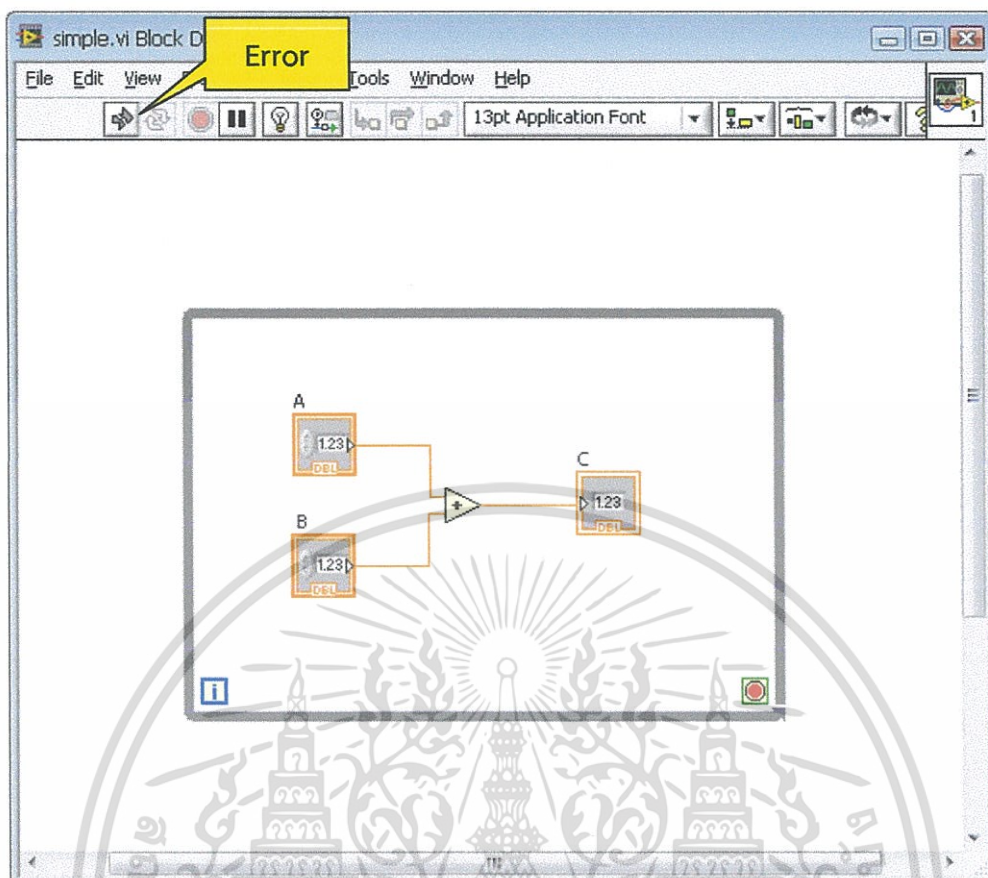 simple.vi Block D
Error
File Edit View Tools Window Help
13pt Application Font
1
A
1.23
DBL
B
1.23
DBL
+
C
1.23
DBL
i